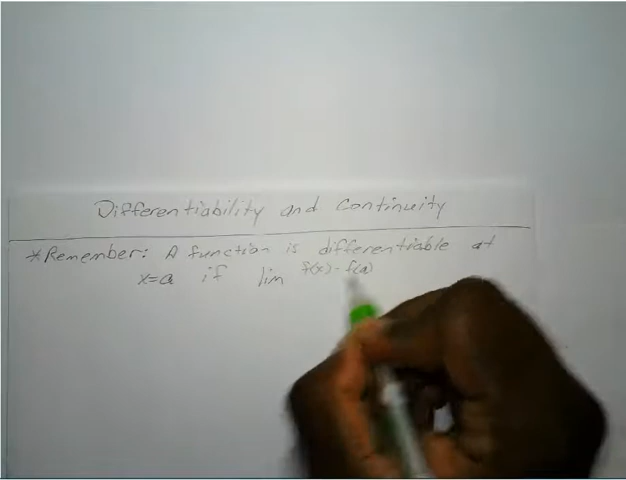 Differentiability and Continuity
*Remember: A function is differentiable at
x=a if lim f(x)-f(a)